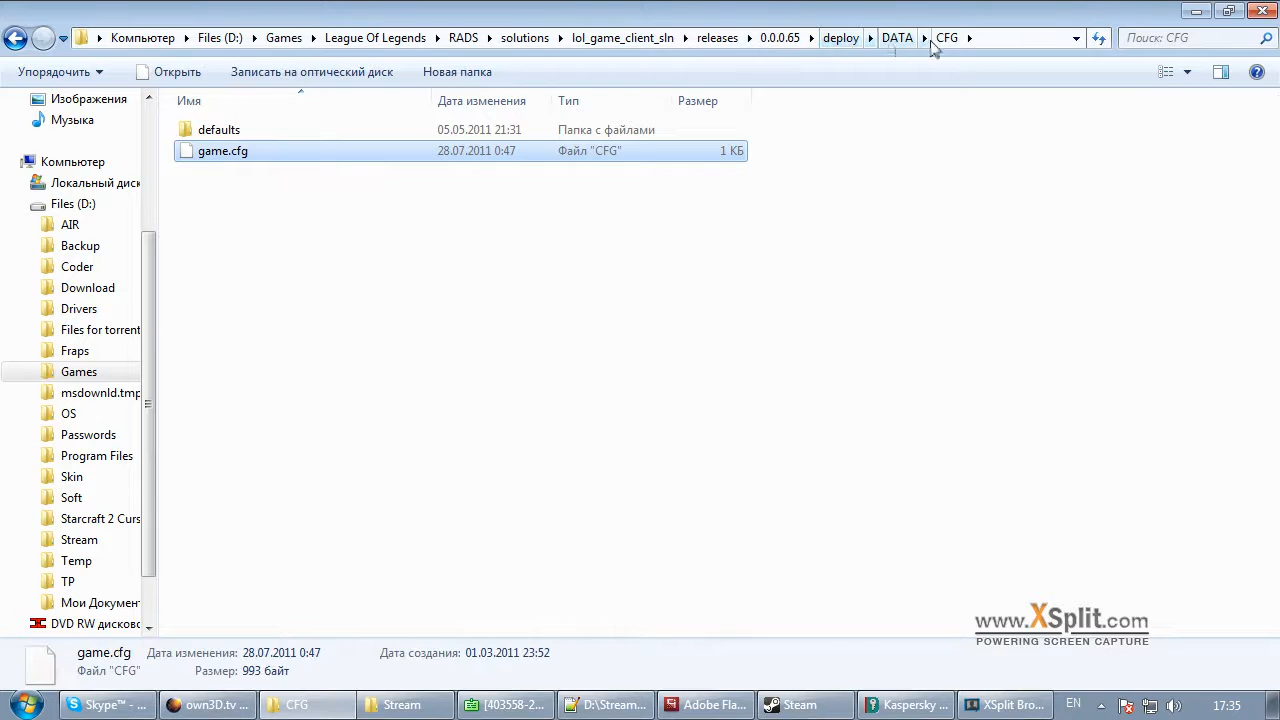 Компьютер Files (D:) Games League Of Legends RADS solutions lol_game_client_sln releases 0.0.0.65 deploy DATA CFG Поиск: CFG
Упорядочить Открыть Записать на оптический диск Новая папка
Изображения
Музыка
Компьютер
Локальный диск
Files (D:)
AIR
Backup
Coder
Download
Drivers
Files for torrent
Fraps
Games
msdownld.tmp
OS
Passwords
Program Files
Skin
Soft
Starcraft 2 Curs
Stream
Temp
TP
Мои Докумен
DVD RW дисково
Имя Дата изменения Тип Размер
defaults 05.05.2011 21:31 Папка с файлами
game.cfg 28.07.2011 0:47 Файл "CFG" 1 КБ
www.XSplit.com
POWERING SCREEN CAPTURE
game.cfg Дата изменения: 28.07.2011 0:47 Дата создания: 01.03.2011 23:52
Файл "CFG" Размер: 993 байт
Skype™ - ... own3D.tv ... CFG Stream [403558-2... D:\Stream... Adobe Fla... Steam Kaspersky ... XSplit Bro... EN 17:35